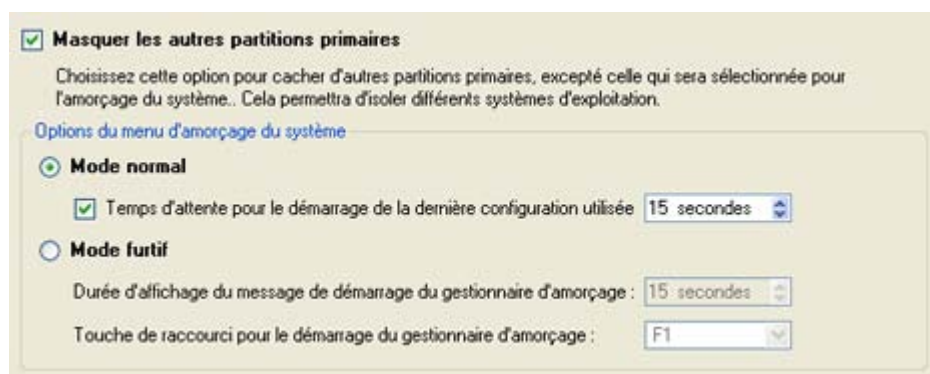 Masquer les autres partitions primaires
Choisissez cette option pour cacher d'autres partitions primaires, excepté celle qui sera sélectionnée pour
l'amorçage du système.. Cela permettra d'isoler différents systèmes d'exploitation.
Options du menu d'amorçage du système
Mode normal
Temps d'attente pour le démarrage de la dernière configuration utilisée 15 secondes
Mode furtif
Durée d'affichage du message de démarrage du gestionnaire d'amorçage : 15 secondes
Touche de raccourci pour le démarrage du gestionnaire d'amorçage : F1